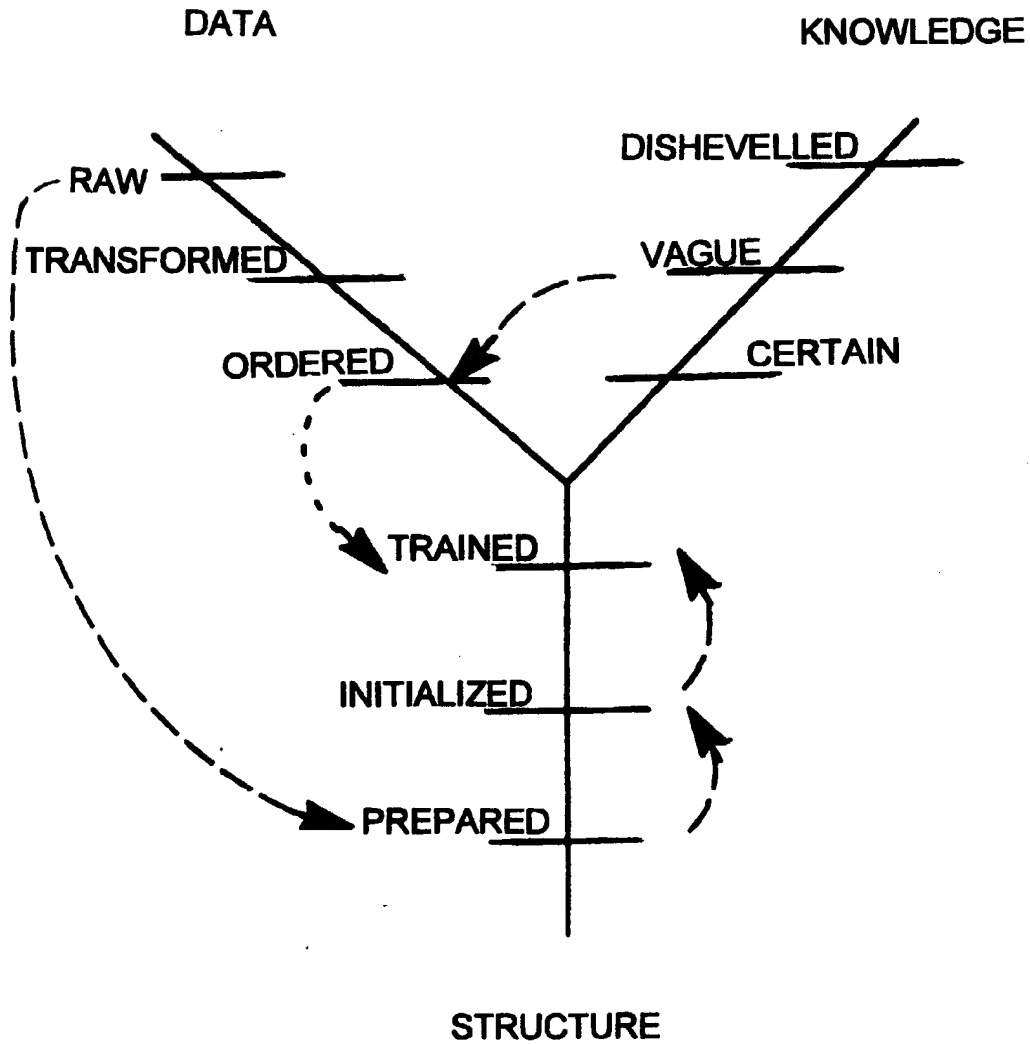 DATA
KNOWLEDGE
DISHEVELLED
RAW
VAGUE
TRANSFORMED
CERTAIN
ORDERED
TRAINED
INITIALIZED
PREPARED
STRUCTURE